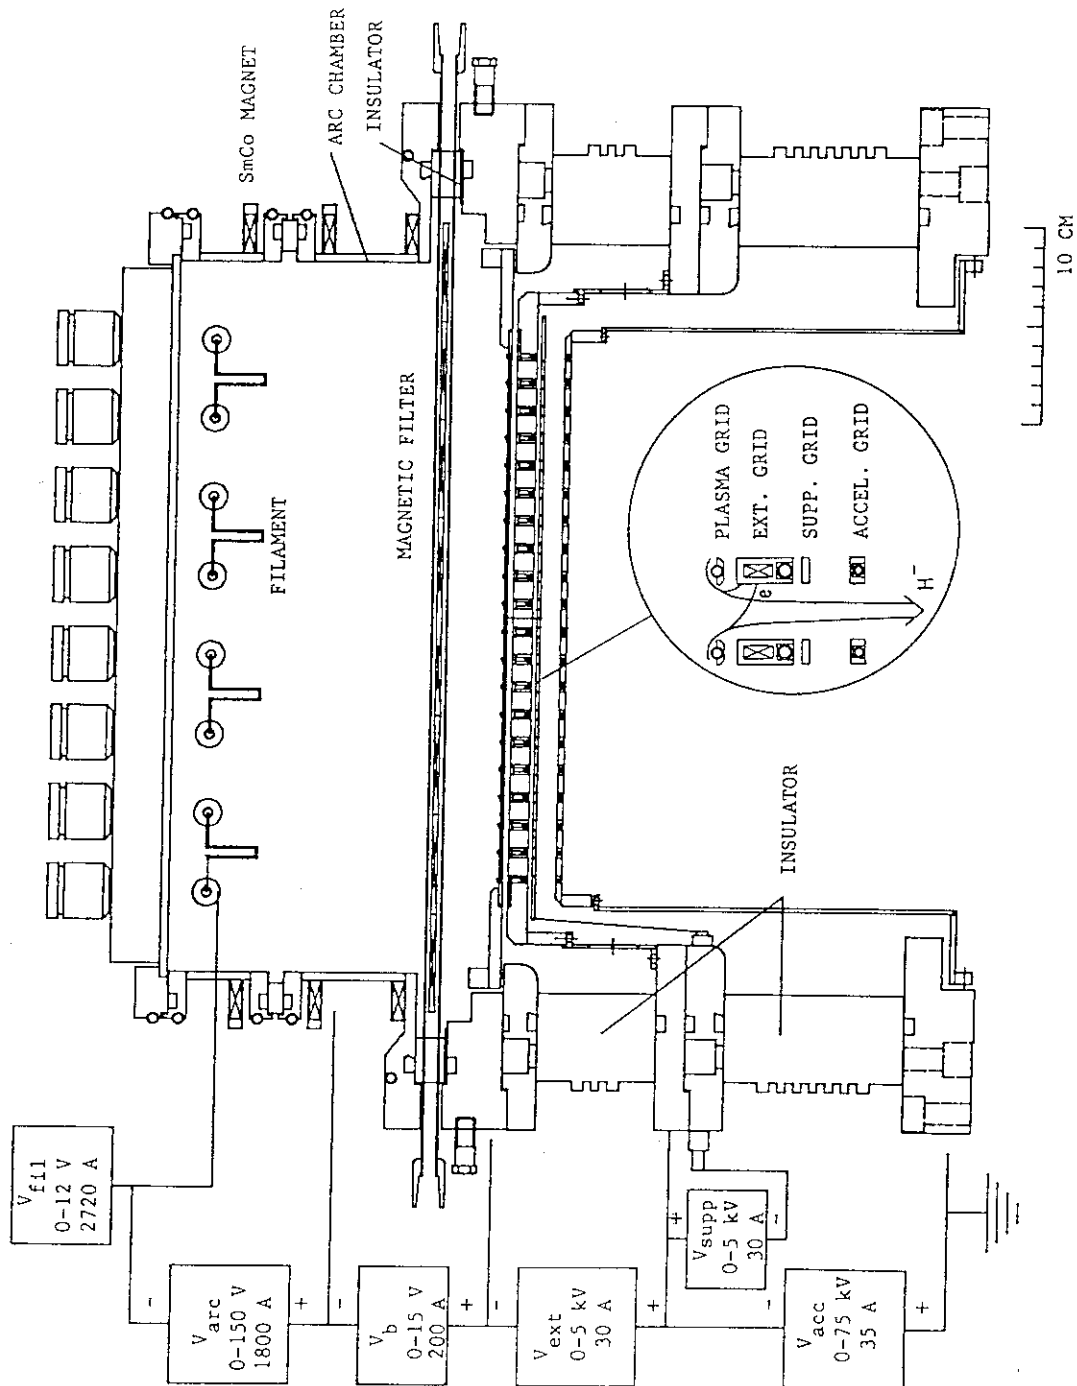 SmCo MAGNET
ARC CHAMBER
INSULATOR
FILAMENT
MAGNETIC FILTER
PLASMA GRID
EXT. GRID
SUPP. GRID
ACCEL. GRID
e
H⁻
10 CM
INSULATOR
V_fil
0-12 V
2720 A
-
V_arc
0-150 V
1800 A
+
-
V_b
0-15 V
200 A
+
-
V_ext
0-5 kV
30 A
+
+
V_supp
0-5 kV
30 A
-
-
V_acc
0-75 kV
35 A
+